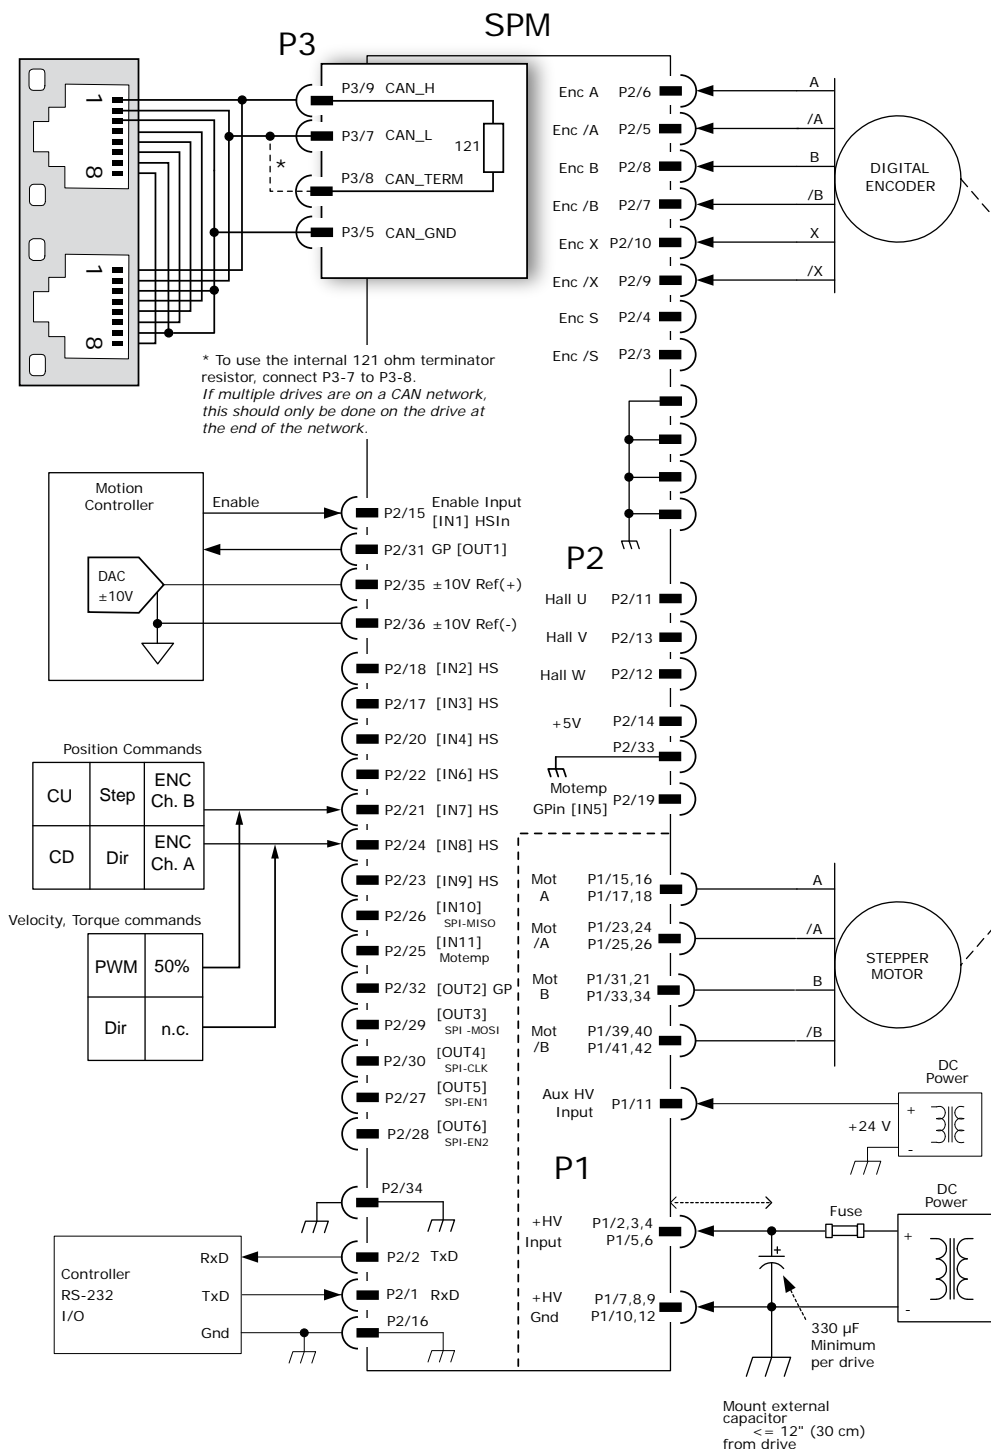 SPM
P3
1
8
1
8
P3/9 CAN_H
P3/7 CAN_L
P3/8 CAN_TERM
P3/5 CAN_GND
121
*
* To use the internal 121 ohm terminator
resistor, connect P3-7 to P3-8.
If multiple drives are on a CAN network,
this should only be done on the drive at
the end of the network.
Enc A P2/6
Enc /A P2/5
Enc B P2/8
Enc /B P2/7
Enc X P2/10
Enc /X P2/9
Enc S P2/4
Enc /S P2/3
A
/A
B
/B
X
/X
DIGITAL
ENCODER
Motion
Controller
Enable
DAC
±10V
P2/15 Enable Input
[IN1] HSIn
P2/31 GP [OUT1]
P2/35 ±10V Ref(+)
P2/36 ±10V Ref(-)
P2/18 [IN2] HS
P2/17 [IN3] HS
P2/20 [IN4] HS
P2/22 [IN6] HS
P2/21 [IN7] HS
P2/24 [IN8] HS
P2/23 [IN9] HS
P2/26 [IN10]
SPI-MISO
P2/25 [IN11]
Motemp
P2/32 [OUT2] GP
P2/29 [OUT3]
SPI -MOSI
P2/30 [OUT4]
SPI-CLK
P2/27 [OUT5]
SPI-EN1
P2/28 [OUT6]
SPI-EN2
P2/34
P2/2 TxD
P2/1 RxD
P2/16
Position Commands
CU Step ENC
Ch. B
CD Dir ENC
Ch. A
Velocity, Torque commands
PWM 50%
Dir n.c.
Controller
RS-232
I/O
RxD
TxD
Gnd
P2
Hall U P2/11
Hall V P2/13
Hall W P2/12
+5V P2/14
P2/33
Motemp
GPin [IN5] P2/19
Mot
A
P1/15,16
P1/17,18
Mot
/A
P1/23,24
P1/25,26
Mot
B
P1/31,21
P1/33,34
Mot
/B
P1/39,40
P1/41,42
A
/A
B
/B
STEPPER
MOTOR
Aux HV
Input
P1/11
DC
Power
+
-
+24 V
P1
+HV
Input
P1/2,3,4
P1/5,6
+HV
Gnd
P1/7,8,9
P1/10,12
Fuse
DC
Power
+
-
+
330 µF
Minimum
per drive
Mount external
capacitor
<= 12" (30 cm)
from drive